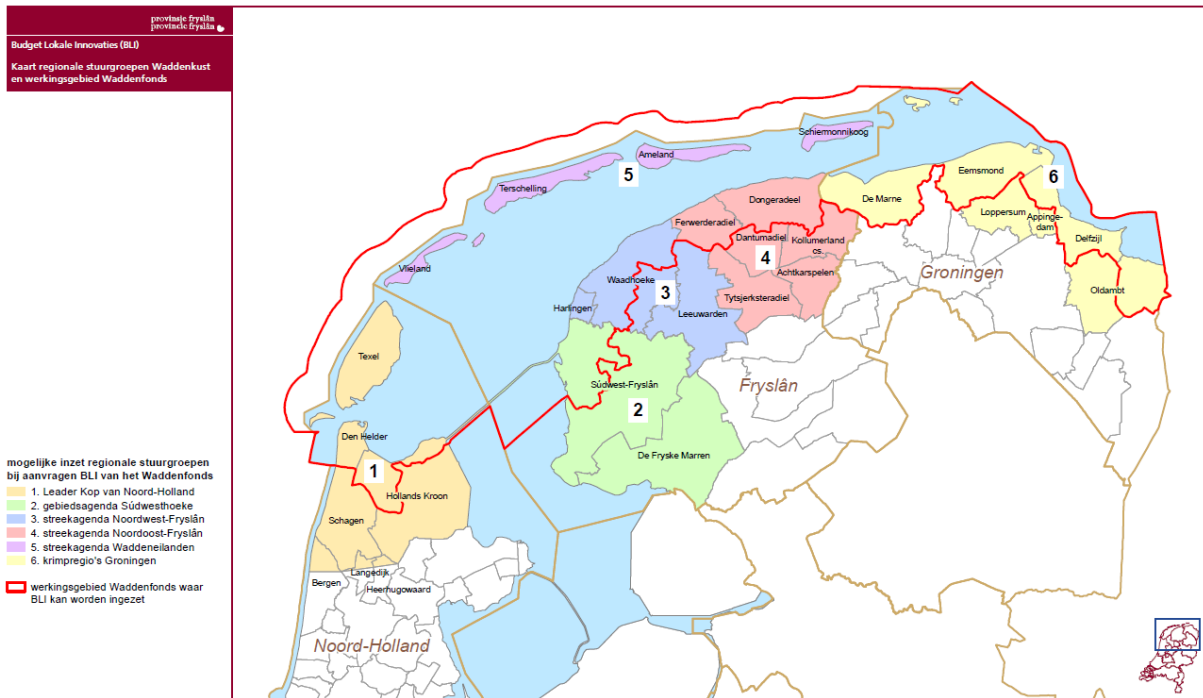 provinsje fryslân
provincie fryslân
Budget Lokale Innovaties (BLI)
Kaart regionale stuurgroepen Waddenkust
en werkingsgebied Waddenfonds
mogelijke inzet regionale stuurgroepen
bij aanvragen BLI van het Waddenfonds
1. Leader Kop van Noord-Holland
2. gebiedsagenda Súdwesthoeke
3. streekagenda Noordwest-Fryslân
4. streekagenda Noordoost-Fryslân
5. streekagenda Waddeneilanden
6. krimpregio's Groningen
werkingsgebied Waddenfonds waar
BLI kan worden ingezet
Schiermonnikoog
Ameland
5
Terschelling
Vlieland
Eemsmond
6
De Marne
Dongeradeel
Loppersum
Appinge-
dam
Ferwerderadiel
Dantumadiel
Kollumerland
cs.
Delfzijl
4
Achtkarspelen
Groningen
Waadhoeke
3
Oldambt
Tytsjerksteradiel
Harlingen
Leeuwarden
Texel
Súdwest-Fryslân
Fryslân
2
Den Helder
De Fryske Marren
1
Hollands Kroon
Schagen
Langedijk
Bergen
Heerhugowaard
Noord-Holland